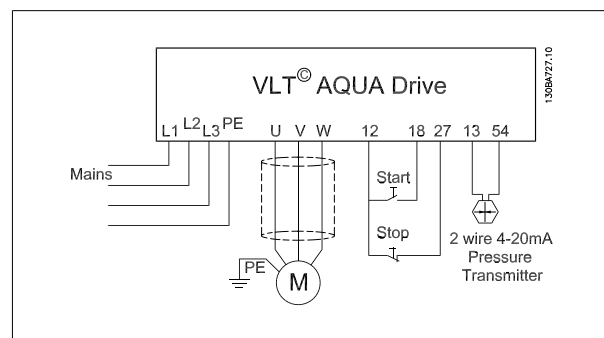 VLT© AQUA Drive
130BA727.10
L1 L2 L3 PE U V W 12 18 27 13 54
Mains
Start
Stop
PE
M
2 wire 4-20mA
Pressure
Transmitter